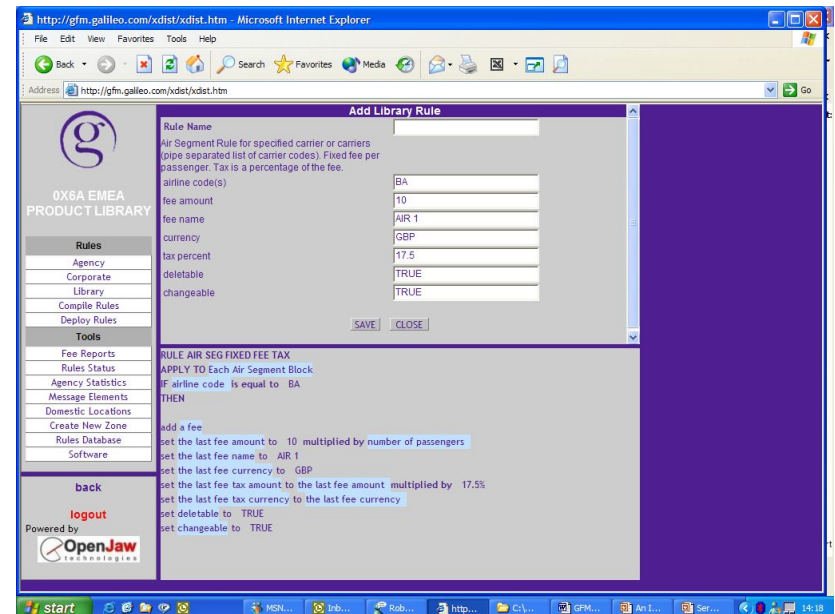 http://gfm.galileo.com/xdist/xdist.htm - Microsoft Internet Explorer
File Edit View Favorites Tools Help
Back Search Favorites Media
Address http://gfm.galileo.com/xdist/xdist.htm Go
0X6A EMEA
PRODUCT LIBRARY
Rules
Agency
Corporate
Library
Compile Rules
Deploy Rules
Tools
Fee Reports
Rules Status
Agency Statistics
Message Elements
Domestic Locations
Create New Zone
Rules Database
Software
back
logout
Powered by
OpenJaw
technologies
Add Library Rule
Rule Name
Air Segment Rule for specified carrier or carriers
(pipe separated list of carrier codes). Fixed fee per
passenger. Tax is a percentage of the fee.
airline code(s) BA
fee amount 10
fee name AIR 1
currency GBP
tax percent 17.5
deletable TRUE
changeable TRUE
SAVE CLOSE
RULE AIR SEG FIXED FEE TAX
APPLY TO Each Air Segment Block
IF airline code is equal to BA
THEN
add a fee
set the last fee amount to 10 multiplied by number of passengers
set the last fee name to AIR 1
set the last fee currency to GBP
set the last fee tax amount to the last fee amount multiplied by 17.5%
set the last fee tax currency to the last fee currency
set deletable to TRUE
set changeable to TRUE
start MSN... Inb... Rob... http... C:\... GFM... An I... Ser... 14:18